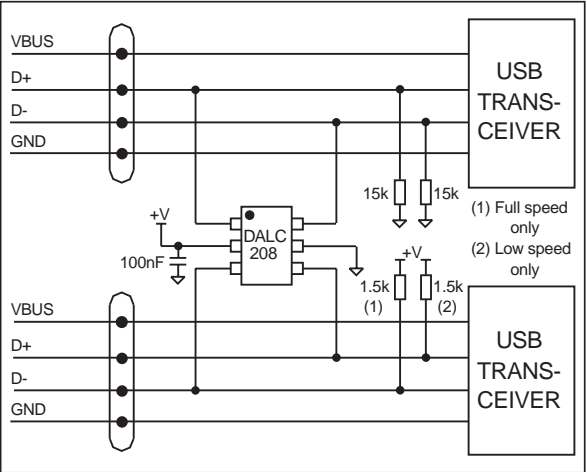 VBUS
D+
D-
GND
USB
TRANS-
CEIVER
15k
15k
(1) Full speed
only
(2) Low speed
only
+V
DALC
208
100nF
+V
1.5k
(1)
1.5k
(2)
VBUS
D+
D-
GND
USB
TRANS-
CEIVER